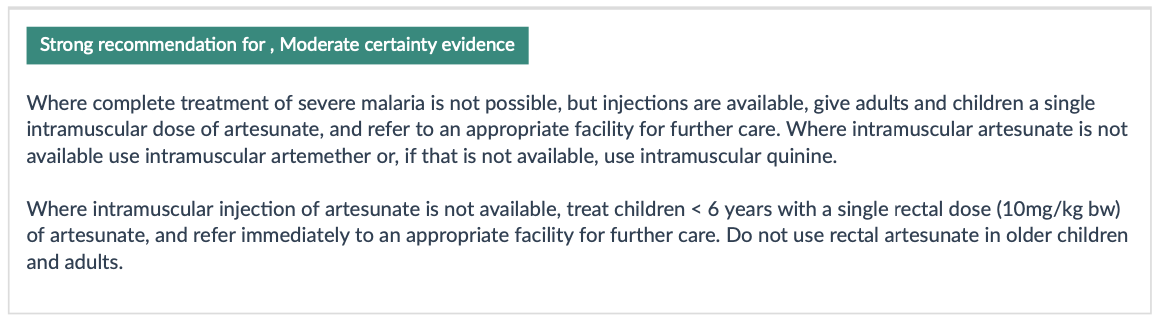 Strong recommendation for , Moderate certainty evidence
Where complete treatment of severe malaria is not possible, but injections are available, give adults and children a single
intramuscular dose of artesunate, and refer to an appropriate facility for further care. Where intramuscular artesunate is not
available use intramuscular artemether or, if that is not available, use intramuscular quinine.
Where intramuscular injection of artesunate is not available, treat children < 6 years with a single rectal dose (10mg/kg bw)
of artesunate, and refer immediately to an appropriate facility for further care. Do not use rectal artesunate in older children
and adults.